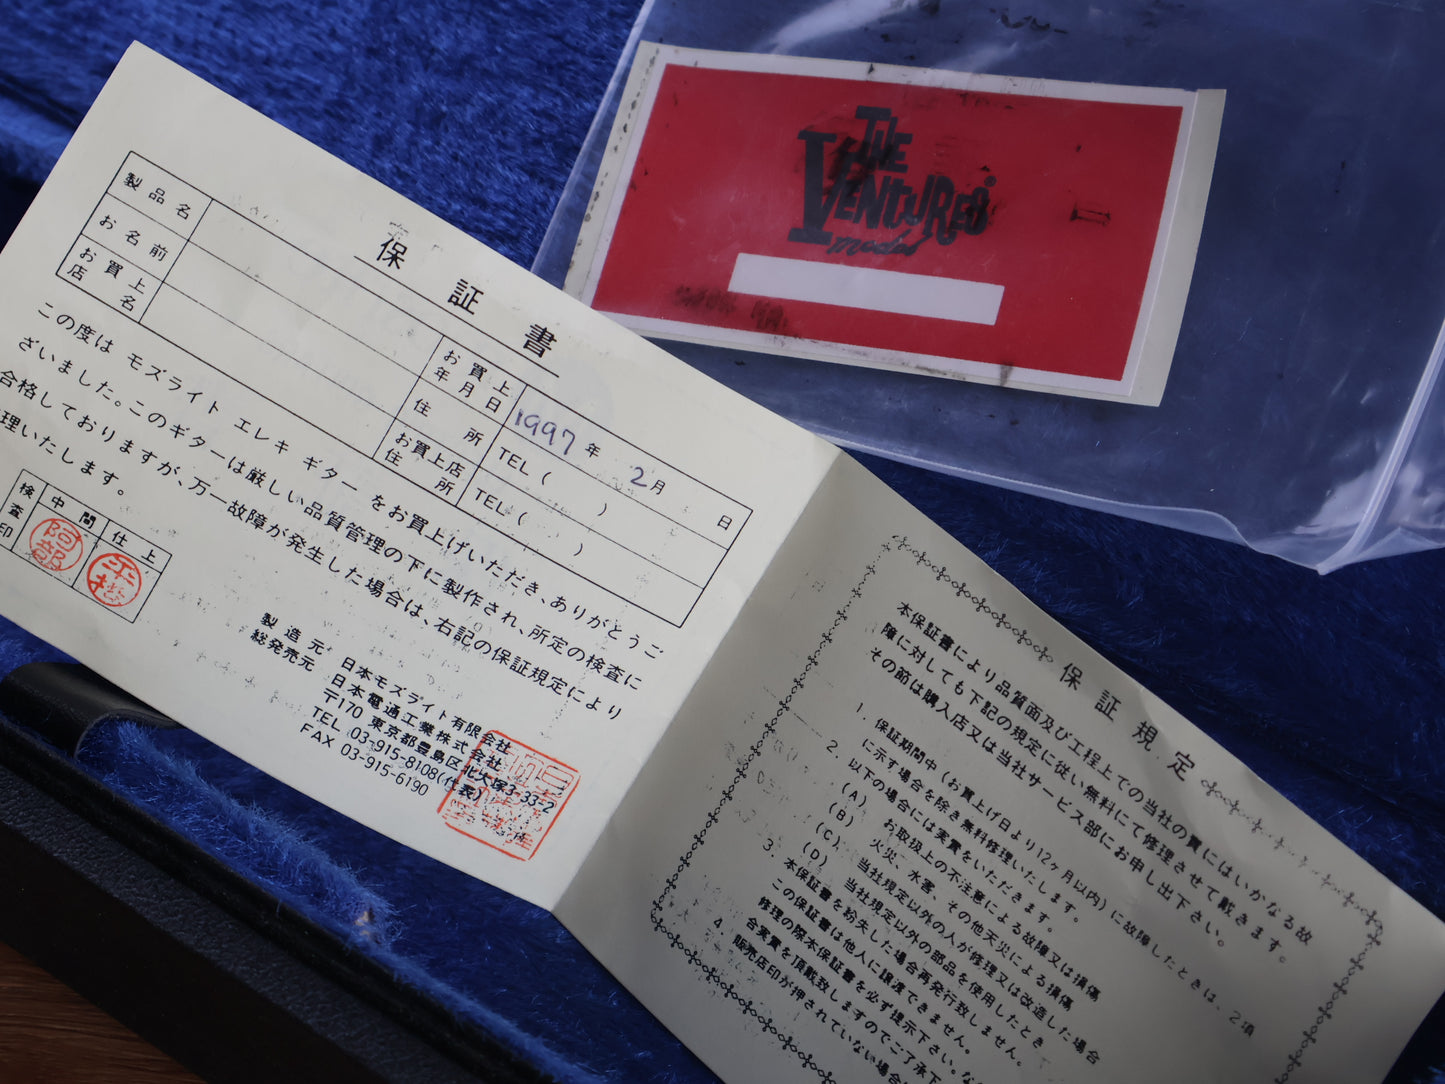 THE
VENTURES®
model
保証書
製品名
お名前
お買上店名
お買上年月日
1997年 2月 日
住所
TEL ( )
お買上店住所
TEL ( )
この度は モズライト エレキ ギター をお買上げいただき、ありがとうご
ざいました。このギターは厳しい品質管理の下に製作され、所定の検査に
合格しておりますが、万一故障が発生した場合は、右記の保証規定により
理いたします。
検査印
中間
仕上
阿部
製造元 日本モズライト有限会社
総発売元 日本電通工業株式会社
〒170 東京都豊島区北大塚3-33-2
TEL 03-915-8108(代表)
FAX 03-915-6190
保証規定
本保証書により品質面及び工程上での当社の責にはいかなる故
障に対しても下記の規定に従い無料にて修理させて戴きます。
その節は購入店又は当社サービス部にお申し出下さい。
1. 保証期間中(お買上げ日より12ヶ月以内)に故障したときは、2項
に示す場合を除き無料修理いたします。
2. 以下の場合には実費をいただきます。
(A) お取扱上の不注意による故障又は損傷
(B) 火災、水害、その他天災による損傷
(C) 当社規定以外の人が修理又は改造した場合
(D) 当社規定以外の部品を使用したとき
3. 本保証書を紛失した場合再発行致しません。
この保証書は他人に譲渡できません。
修理の際本保証書を必ず提示下さい。な
合実費を頂戴致しますのでご了承下
4. 販売店印が押されていない場合